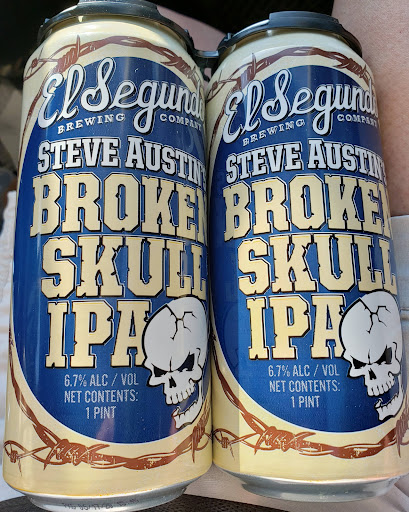 El Segundo
BREWING COMPANY
STEVE AUSTIN'S
BROKEN
SKULL
IPA
6.7% ALC / VOL
NET CONTENTS:
1 PINT
El Segundo
BREWING COMPANY
STEVE AUSTIN'S
BROKEN
SKULL
IPA
6.7% ALC / VOL
NET CONTENTS:
1 PINT